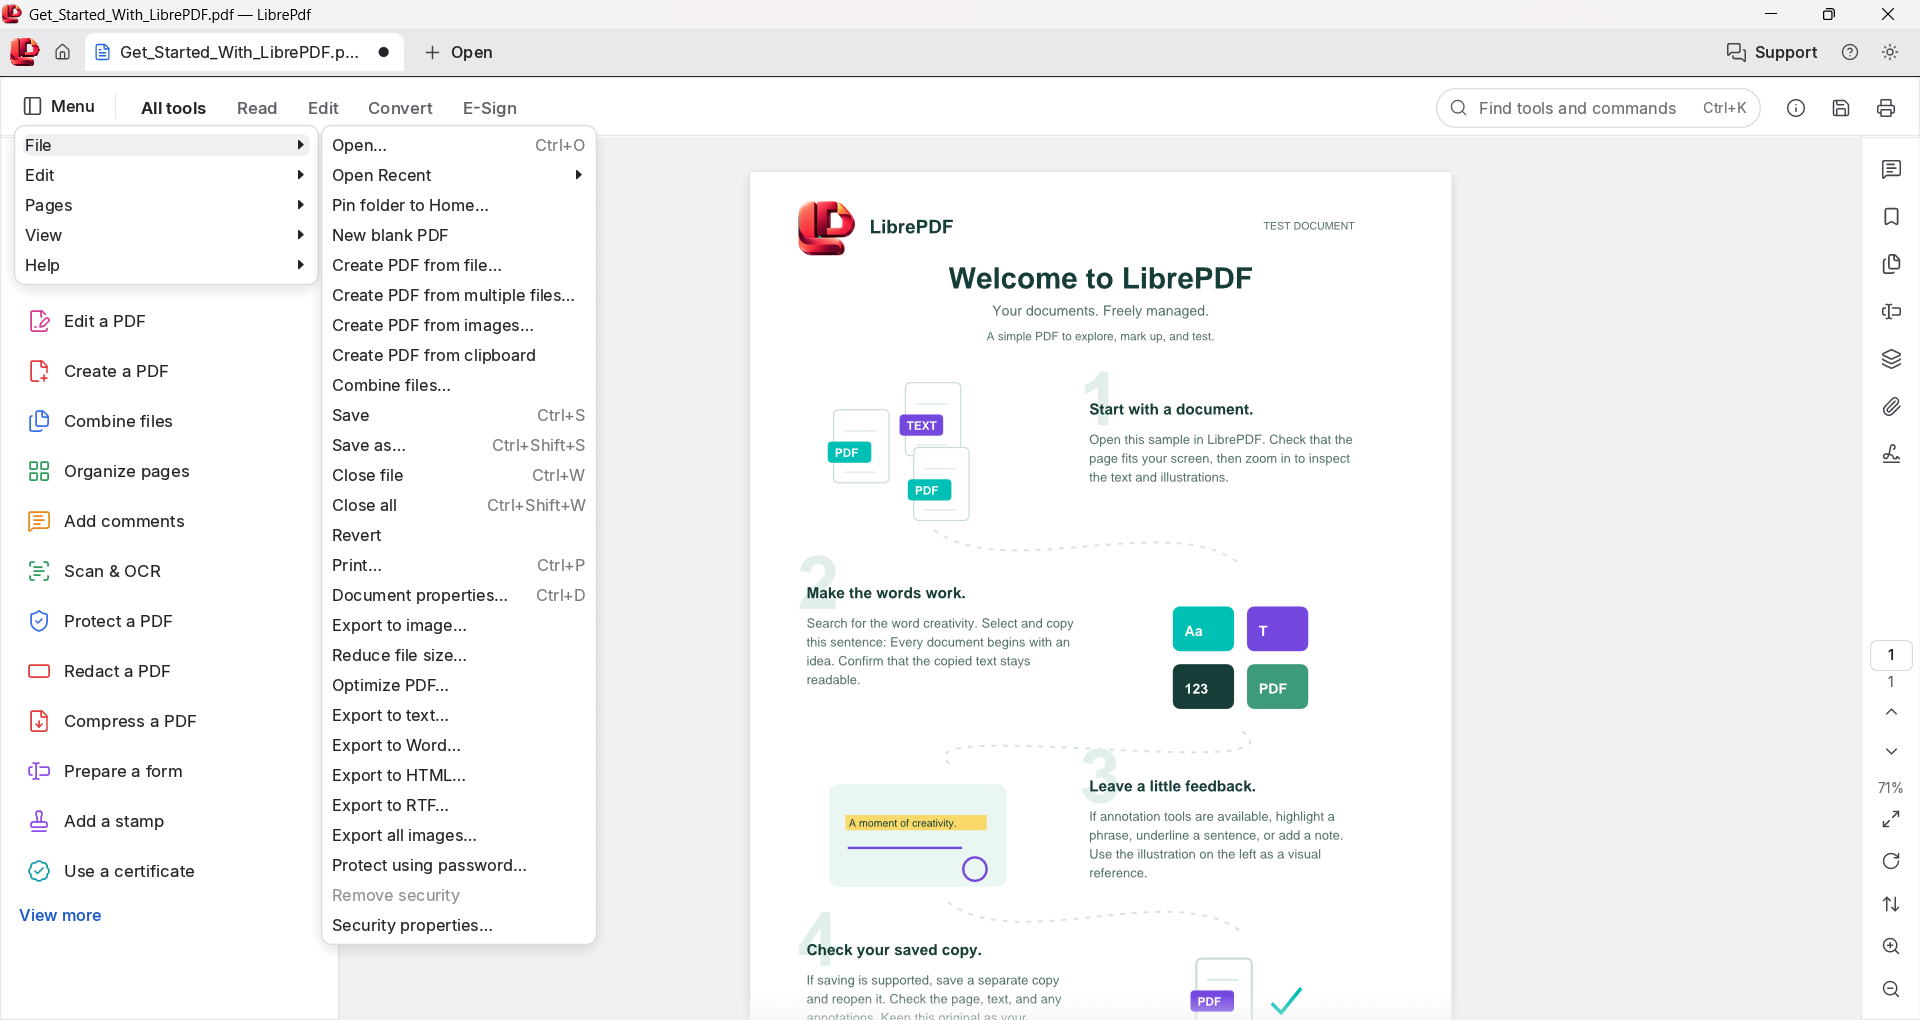 Get_Started_With_LibrePDF.pdf — LibrePdf
Get_Started_With_LibrePDF.p...
Open
Support
Menu
All tools
Read
Edit
Convert
E-Sign
Find tools and commands
Ctrl+K
File
Edit
Pages
View
Help
Open...
Ctrl+O
Open Recent
Pin folder to Home...
New blank PDF
Create PDF from file...
Create PDF from multiple files...
Create PDF from images...
Create PDF from clipboard
Combine files...
Save
Ctrl+S
Save as...
Ctrl+Shift+S
Close file
Ctrl+W
Close all
Ctrl+Shift+W
Revert
Print...
Ctrl+P
Document properties...
Ctrl+D
Export to image...
Reduce file size...
Optimize PDF...
Export to text...
Export to Word...
Export to HTML...
Export to RTF...
Export all images...
Protect using password...
Remove security
Security properties...
Edit a PDF
Create a PDF
Combine files
Organize pages
Add comments
Scan & OCR
Protect a PDF
Redact a PDF
Compress a PDF
Prepare a form
Add a stamp
Use a certificate
View more
LibrePDF
TEST DOCUMENT
Welcome to LibrePDF
Your documents. Freely managed.
A simple PDF to explore, mark up, and test.
TEXT
PDF
PDF
1
Start with a document.
Open this sample in LibrePDF. Check that the
page fits your screen, then zoom in to inspect
the text and illustrations.
2
Make the words work.
Search for the word creativity. Select and copy
this sentence: Every document begins with an
idea. Confirm that the copied text stays
readable.
Aa
T
123
PDF
A moment of creativity.
3
Leave a little feedback.
If annotation tools are available, highlight a
phrase, underline a sentence, or add a note.
Use the illustration on the left as a visual
reference.
4
Check your saved copy.
If saving is supported, save a separate copy
and reopen it. Check the page, text, and any
annotations. Keep this original as your
PDF
1
1
71%